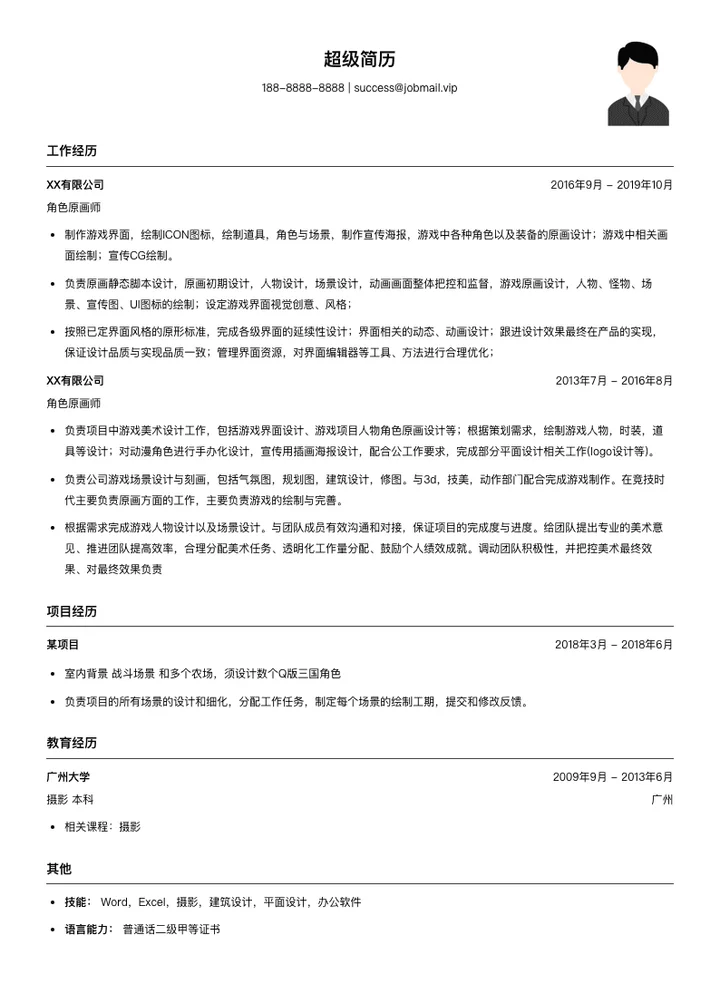 超级简历
188-8888-8888 | success@jobmail.vip
工作经历
XX有限公司 2016年9月 – 2019年10月
角色原画师
• 制作游戏界面，绘制ICON图标，绘制道具，角色与场景，制作宣传海报，游戏中各种角色以及装备的原画设计；游戏中相关画
面绘制；宣传CG绘制。
• 负责原画静态脚本设计，原画初期设计，人物设计，场景设计，动画画面整体把控和监督，游戏原画设计，人物、怪物、场
景、宣传图、UI图标的绘制；设定游戏界面视觉创意、风格；
• 按照已定界面风格的原形标准，完成各级界面的延续性设计；界面相关的动态、动画设计；跟进设计效果最终在产品的实现，
保证设计品质与实现品质一致；管理界面资源，对界面编辑器等工具、方法进行合理优化；
XX有限公司 2013年7月 – 2016年8月
角色原画师
• 负责项目中游戏美术设计工作，包括游戏界面设计、游戏项目人物角色原画设计等；根据策划需求，绘制游戏人物，时装，道
具等设计；对动漫角色进行手办化设计，宣传用插画海报设计，配合公工作要求，完成部分平面设计相关工作(logo设计等)。
• 负责公司游戏场景设计与刻画，包括气氛图，规划图，建筑设计，修图。与3d，技美，动作部门配合完成游戏制作。在竞技时
代主要负责原画方面的工作，主要负责游戏的绘制与完善。
• 根据需求完成游戏人物设计以及场景设计。与团队成员有效沟通和对接，保证项目的完成度与进度。给团队提出专业的美术意
见、推进团队提高效率，合理分配美术任务、透明化工作量分配、鼓励个人绩效成就。调动团队积极性，并把控美术最终效
果、对最终效果负责
项目经历
某项目 2018年3月 – 2018年6月
• 室内背景 战斗场景 和多个农场，须设计数个Q版三国角色
• 负责项目的所有场景的设计和细化，分配工作任务，制定每个场景的绘制工期，提交和修改反馈。
教育经历
广州大学 2009年9月 – 2013年6月
摄影 本科 广州
• 相关课程：摄影
其他
• 技能： Word，Excel，摄影，建筑设计，平面设计，办公软件
• 语言能力： 普通话二级甲等证书